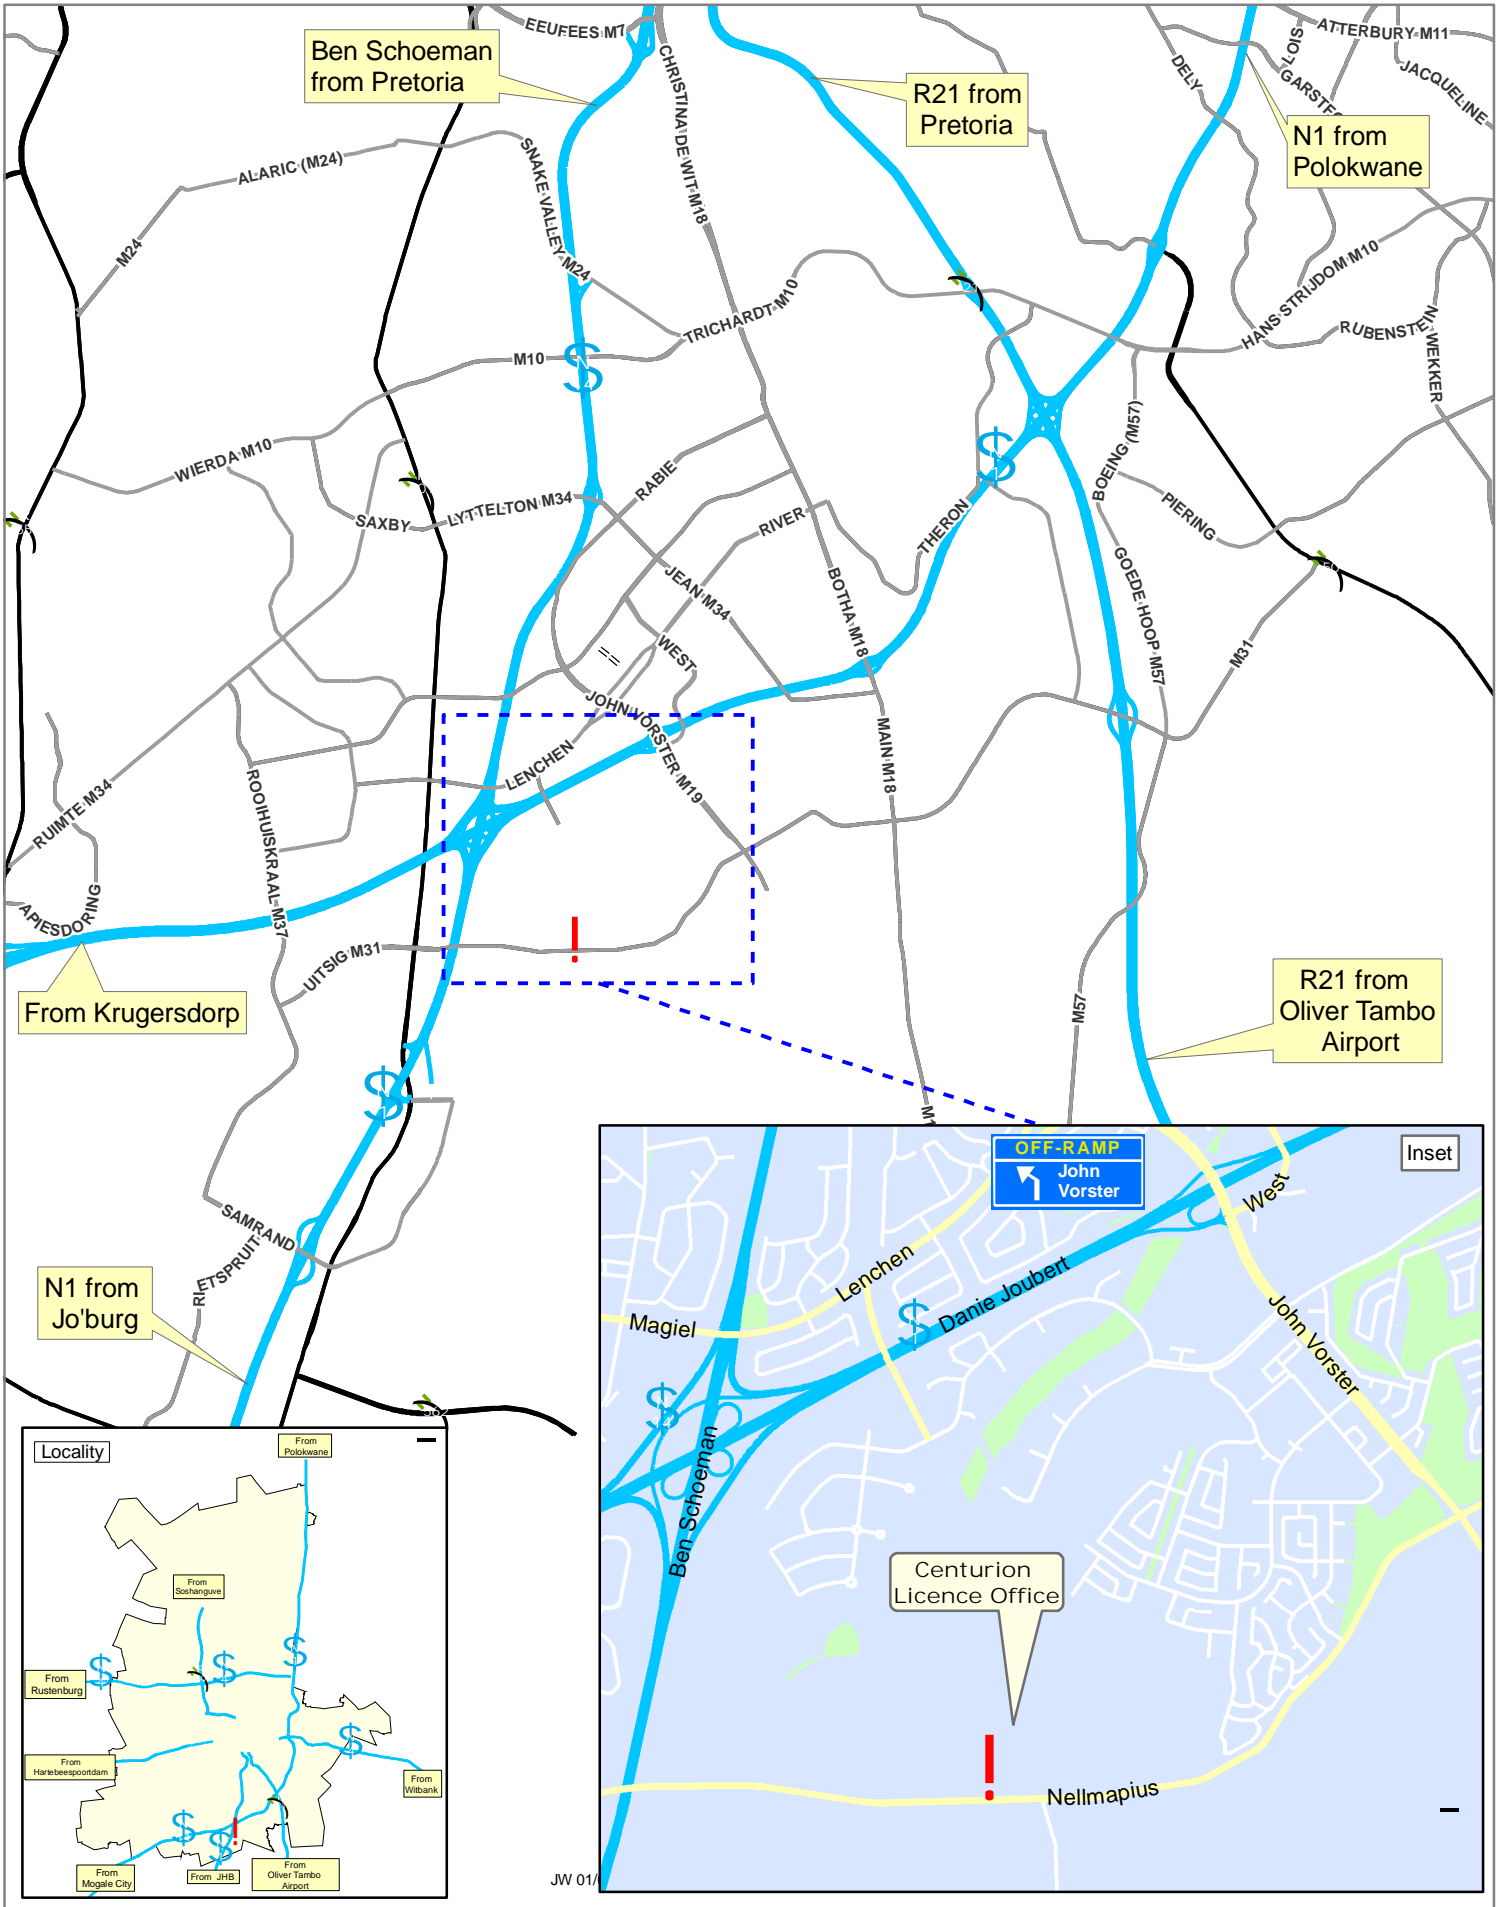 EEUFEES M7
Ben Schoeman
from Pretoria
CHRISTINA DE WIT M18
R21 from
Pretoria
DELY
LOIS
ATTERBURY M11
JACQUELINE
N1 from
Polokwane
ALARIC (M24)
SNAKE VALLEY M24
M24
TRICHARDT M10
M10
HANS STRIJDOM M10
RUBENSTEIN
WEKKER
WIERDA M10
RABIE
SAXBY
LYTTELTON M34
RIVER
THERON
BOEING (M57)
PIERING
JEAN M34
BOTHA M18
GOEDEHOOP M57
WEST
M31
JOHN VORSTER M19
LENCHEN
MAIN M18
RUIMTE M34
ROOIHUISKRAAL M37
APIESDORING
UITSIG M31
From Krugersdorp
M57
R21 from
Oliver Tambo
Airport
SAMRAND
RIETSPRUIT
N1 from
Jo'burg
Inset
OFF-RAMP
John
Vorster
West
Lenchen
Danie Joubert
Magiel
John Vorster
Ben Schoeman
Centurion
Licence Office
Nellmapius
Locality
From
Polokwane
From
Soshanguve
From
Rustenburg
From
Hartebeespoortdam
From
Witbank
From
Mogale City
From JHB
From
Oliver Tambo
Airport
JW 01/